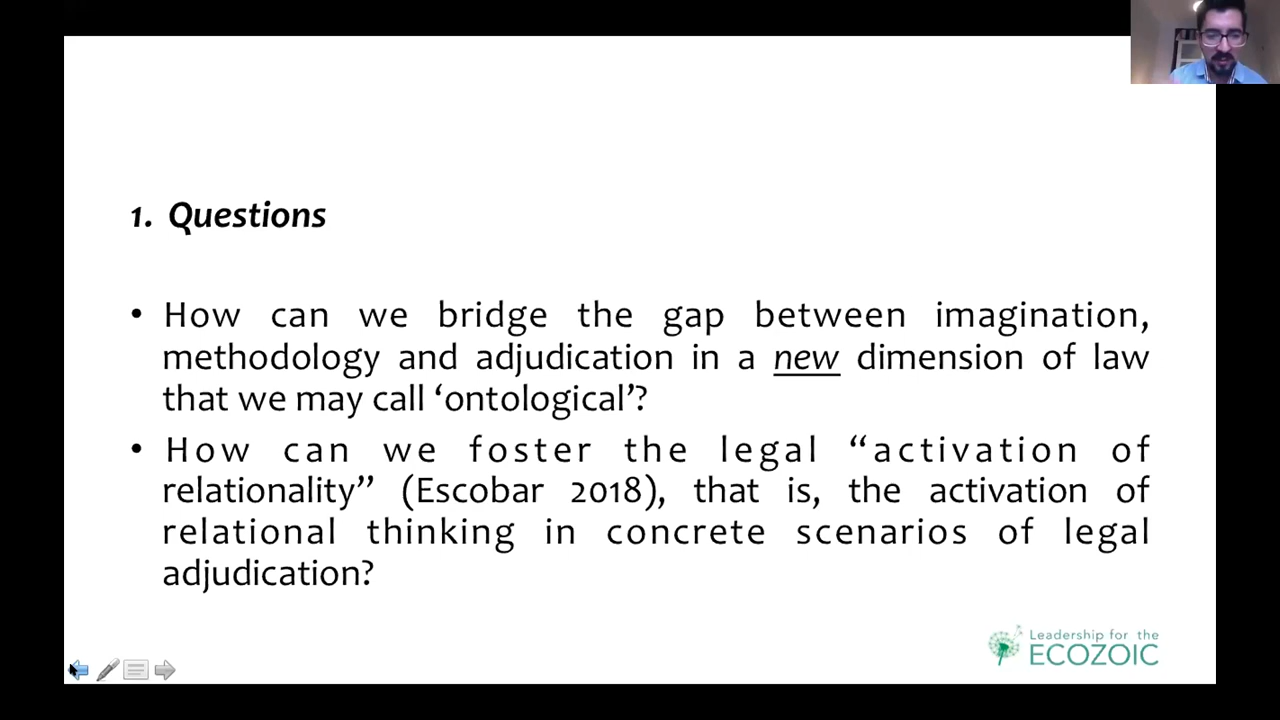 1. Questions
• How can we bridge the gap between imagination,
methodology and adjudication in a new dimension of law
that we may call ‘ontological’?
• How can we foster the legal “activation of
relationality” (Escobar 2018), that is, the activation of
relational thinking in concrete scenarios of legal
adjudication?
Leadership for the
ECOZOIC